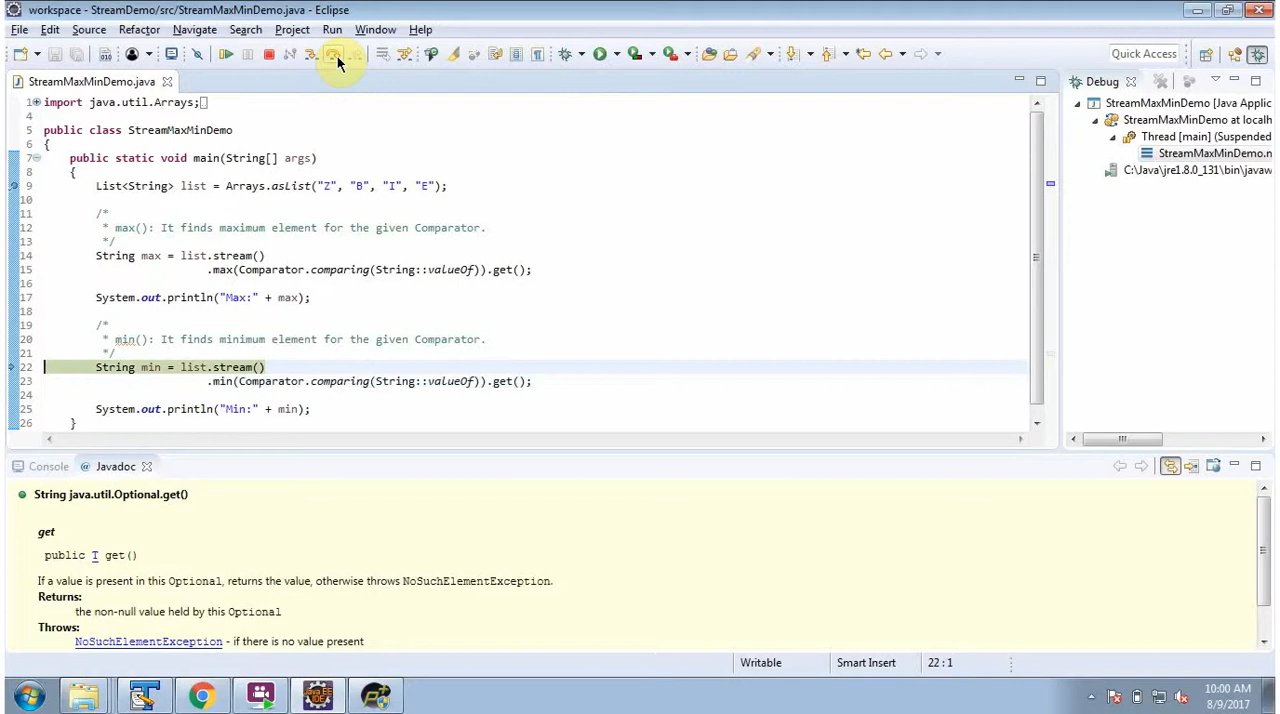 workspace - StreamDemo/src/StreamMaxMinDemo.java - Eclipse
File Edit Source Refactor Navigate Search Project Run Window Help
Quick Access
StreamMaxMinDemo.java
Debug
1 import java.util.Arrays;
4
5 public class StreamMaxMinDemo
6 {
7 public static void main(String[] args)
8 {
9 List<String> list = Arrays.asList("Z", "B", "I", "E");
10
11 /*
12 * max(): It finds maximum element for the given Comparator.
13 */
14 String max = list.stream()
15 .max(Comparator.comparing(String::valueOf)).get();
16
17 System.out.println("Max:" + max);
18
19 /*
20 * min(): It finds minimum element for the given Comparator.
21 */
22 String min = list.stream()
23 .min(Comparator.comparing(String::valueOf)).get();
24
25 System.out.println("Min:" + min);
26 }
StreamMaxMinDemo [Java Applic
StreamMaxMinDemo at localh
Thread [main] (Suspended
StreamMaxMinDemo.n
C:\Java\jre1.8.0_131\bin\javaw
Console @ Javadoc
String java.util.Optional.get()
get
public T get()
If a value is present in this Optional, returns the value, otherwise throws NoSuchElementException.
Returns:
the non-null value held by this Optional
Throws:
NoSuchElementException - if there is no value present
Writable Smart Insert 22 : 1
Java EE
IDE
10:00 AM
8/9/2017